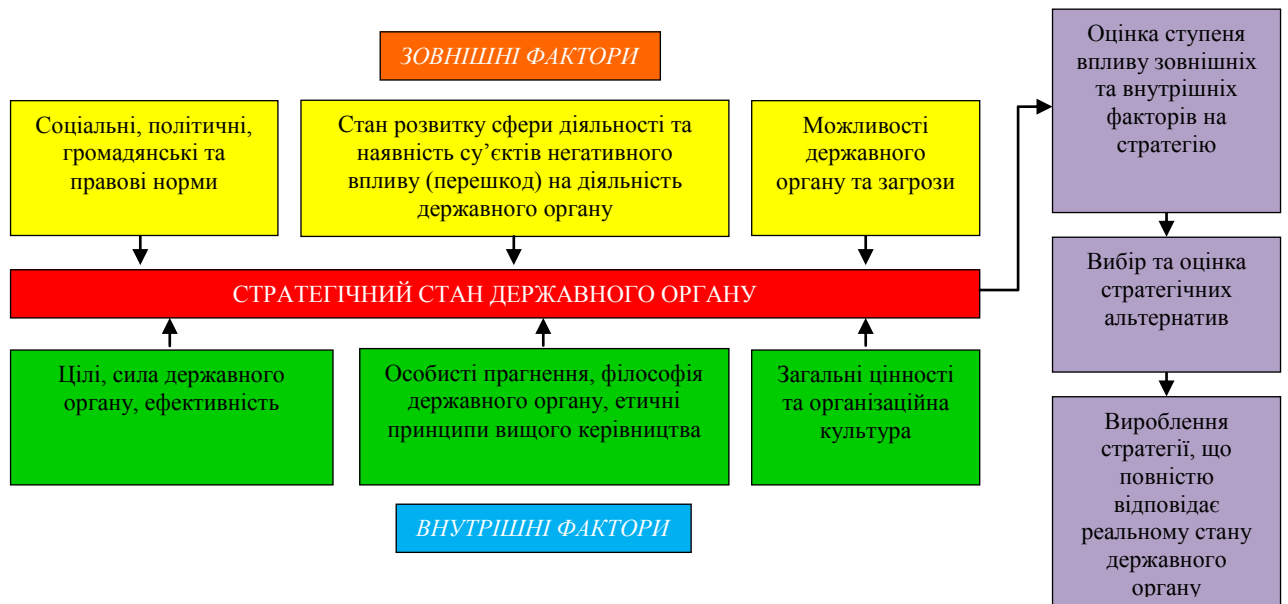 ЗОВНІШНІ ФАКТОРИ
Соціальні, політичні,
громадянські та
правові норми
Стан розвитку сфери діяльності та
наявність су’єктів негативного
впливу (перешкод) на діяльність
державного органу
Можливості
державного
органу та загрози
СТРАТЕГІЧНИЙ СТАН ДЕРЖАВНОГО ОРГАНУ
Цілі, сила державного
органу, ефективність
Особисті прагнення, філософія
державного органу, етичні
принципи вищого керівництва
Загальні цінності
та організаційна
культура
ВНУТРІШНІ ФАКТОРИ
Оцінка ступеня
впливу зовнішніх
та внутрішніх
факторів на
стратегію
Вибір та оцінка
стратегічних
альтернатив
Вироблення
стратегії, що
повністю
відповідає
реальному стану
державного
органу